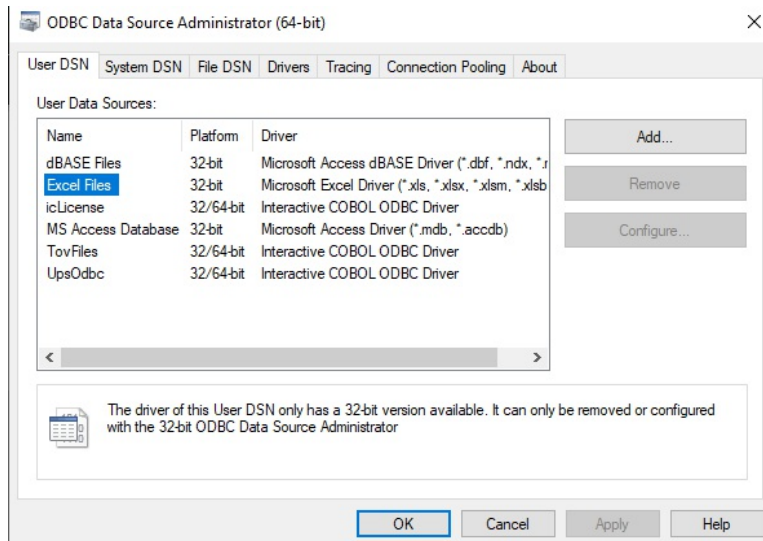 ODBC Data Source Administrator (64-bit)
User DSN System DSN File DSN Drivers Tracing Connection Pooling About
User Data Sources:
Name Platform Driver
dBASE Files 32-bit Microsoft Access dBASE Driver (*.dbf, *.ndx, *.r
Excel Files 32-bit Microsoft Excel Driver (*.xls, *.xlsx, *.xlsm, *.xlsb
icLicense 32/64-bit Interactive COBOL ODBC Driver
MS Access Database 32-bit Microsoft Access Driver (*.mdb, *.accdb)
TovFiles 32/64-bit Interactive COBOL ODBC Driver
UpsOdbc 32/64-bit Interactive COBOL ODBC Driver
Add...
Remove
Configure...
The driver of this User DSN only has a 32-bit version available. It can only be removed or configured
with the 32-bit ODBC Data Source Administrator
OK Cancel Apply Help